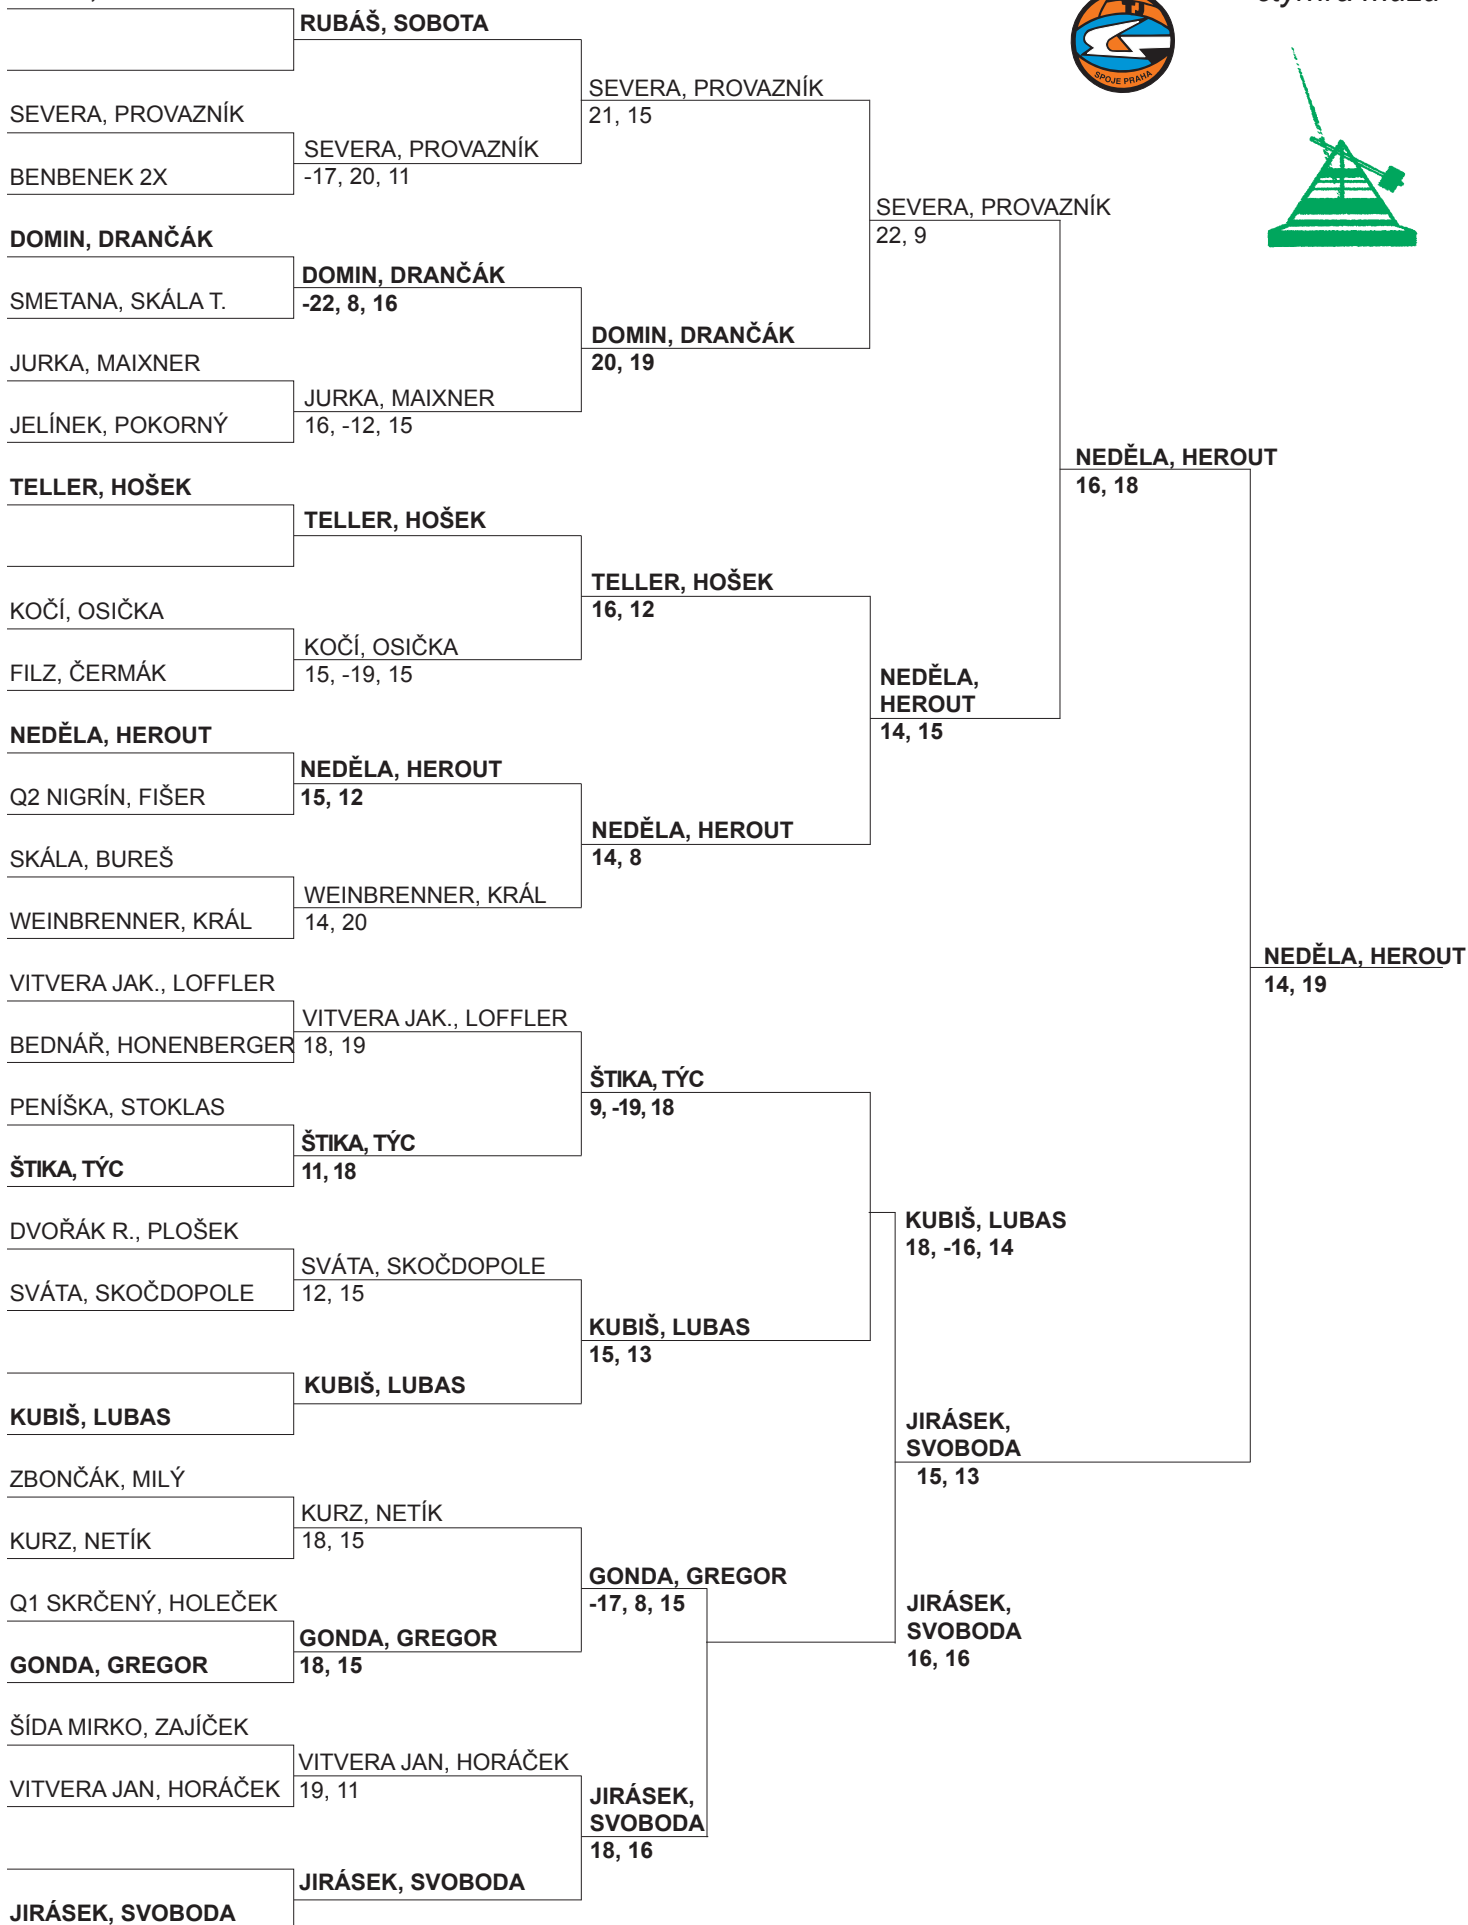 RUBÁŠ, SOBOTA
SEVERA, PROVAZNÍK
BENBENEK 2X
SEVERA, PROVAZNÍK
-17, 20, 11
SEVERA, PROVAZNÍK
21, 15
DOMIN, DRANČÁK
SMETANA, SKÁLA T.
DOMIN, DRANČÁK
-22, 8, 16
JURKA, MAIXNER
JELÍNEK, POKORNÝ
JURKA, MAIXNER
16, -12, 15
DOMIN, DRANČÁK
20, 19
SEVERA, PROVAZNÍK
22, 9
TELLER, HOŠEK
TELLER, HOŠEK
KOČÍ, OSIČKA
FILZ, ČERMÁK
KOČÍ, OSIČKA
15, -19, 15
TELLER, HOŠEK
16, 12
NEDĚLA, HEROUT
Q2 NIGRÍN, FIŠER
NEDĚLA, HEROUT
15, 12
SKÁLA, BUREŠ
WEINBRENNER, KRÁL
WEINBRENNER, KRÁL
14, 20
NEDĚLA, HEROUT
14, 8
NEDĚLA,
HEROUT
14, 15
NEDĚLA, HEROUT
16, 18
VITVERA JAK., LOFFLER
BEDNÁŘ, HONENBERGER
VITVERA JAK., LOFFLER
18, 19
PENÍŠKA, STOKLAS
ŠTIKA, TÝC
ŠTIKA, TÝC
11, 18
ŠTIKA, TÝC
9, -19, 18
DVOŘÁK R., PLOŠEK
SVÁTA, SKOČDOPOLE
SVÁTA, SKOČDOPOLE
12, 15
KUBIŠ, LUBAS
KUBIŠ, LUBAS
KUBIŠ, LUBAS
15, 13
KUBIŠ, LUBAS
18, -16, 14
ZBONČÁK, MILÝ
KURZ, NETÍK
KURZ, NETÍK
18, 15
Q1 SKRČENÝ, HOLEČEK
GONDA, GREGOR
GONDA, GREGOR
18, 15
GONDA, GREGOR
-17, 8, 15
ŠÍDA MIRKO, ZAJÍČEK
VITVERA JAN, HORÁČEK
VITVERA JAN, HORÁČEK
19, 11
JIRÁSEK, SVOBODA
JIRÁSEK, SVOBODA
JIRÁSEK,
SVOBODA
18, 16
JIRÁSEK,
SVOBODA
16, 16
JIRÁSEK,
SVOBODA
15, 13
NEDĚLA, HEROUT
14, 19
TJ
SPOJE PRAHA